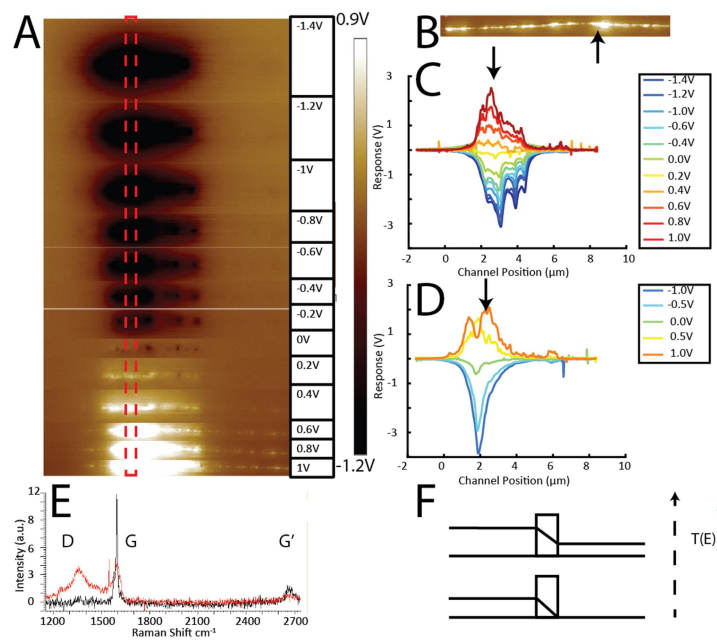 A
0.9V
-1.4V
-1.2V
-1V
-0.8V
-0.6V
-0.4V
-0.2V
0V
0.2V
0.4V
0.6V
0.8V
1V
-1.2V
B
C
3
1
-1
-3
Response (V)
-2 0 2 4 6 8 10
Channel Position (μm)
-1.4V
-1.2V
-1.0V
-0.6V
-0.4V
0.0V
0.2V
0.4V
0.6V
0.8V
1.0V
D
3
1
-1
-3
Response (V)
-2 0 2 4 6 8 10
Channel Position (μm)
-1.0V
-0.5V
0.0V
0.5V
1.0V
E
12
9
6
3
0
Intensity (a.u.)
D G G'
1200 1500 1800 2100 2400 2700
Raman Shift cm⁻¹
F
T(E)